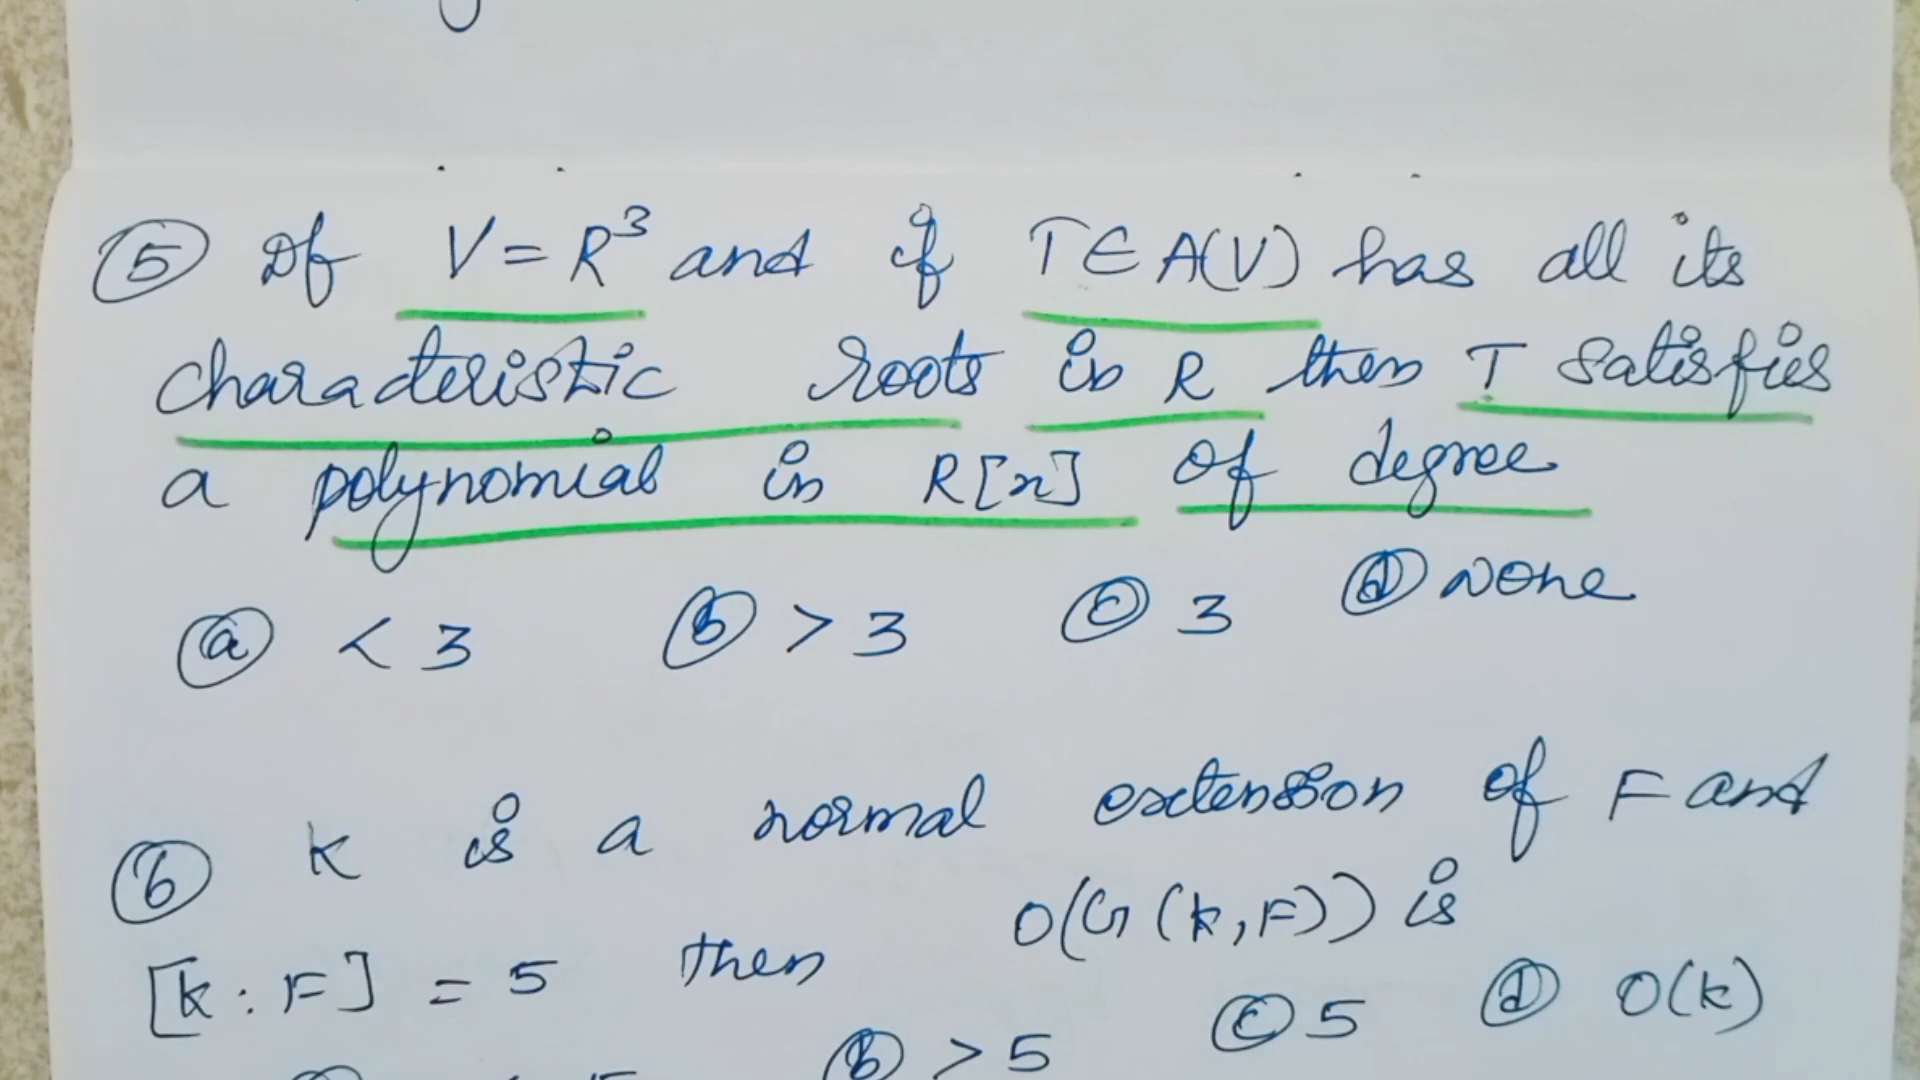 5 If V = R³ and if T ∈ A(V) has all its
characteristic roots in R then T satisfies
a polynomial in R[x] of degree
a < 3 b > 3 c 3 d None
6 K is a normal extension of F and
[K : F] = 5 then O(G(K, F)) is
b > 5 c 5 d O(K)